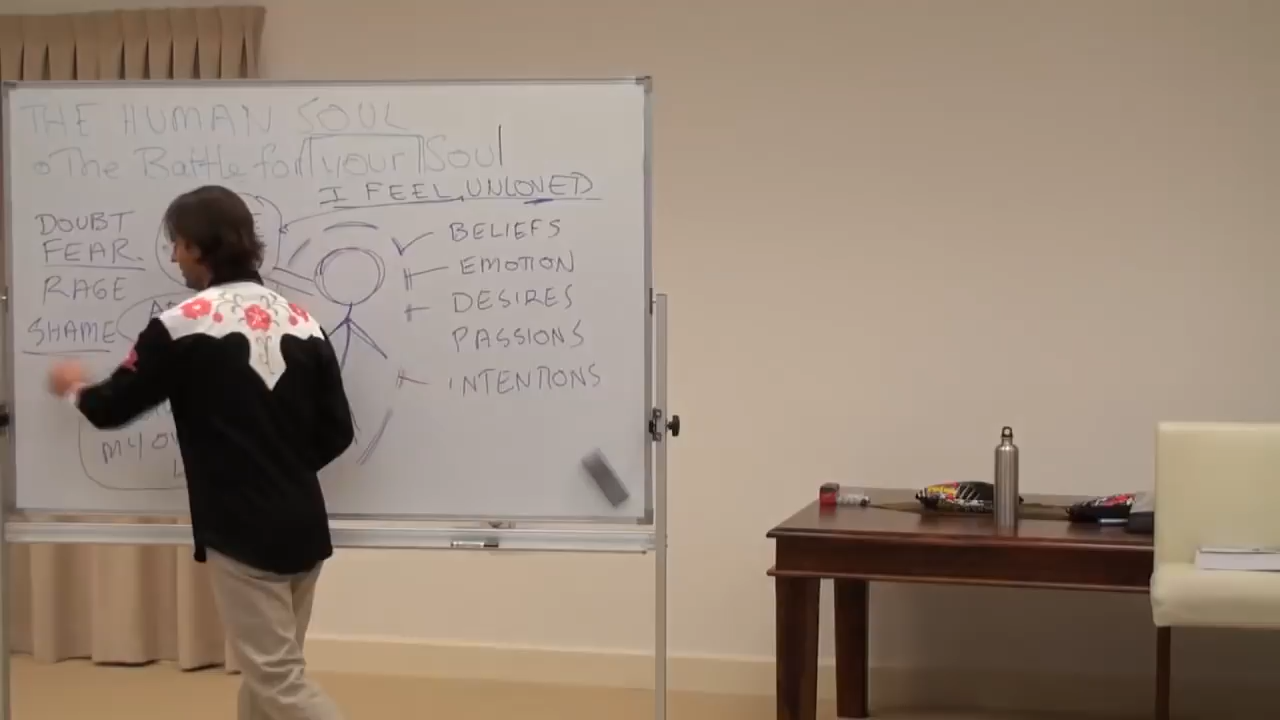 THE HUMAN SOUL
The Battle for your Soul
I FEEL UNLOVED
DOUBT
FEAR.
RAGE
SHAME
MY
BELIEFS
EMOTION
DESIRES
PASSIONS
INTENTIONS